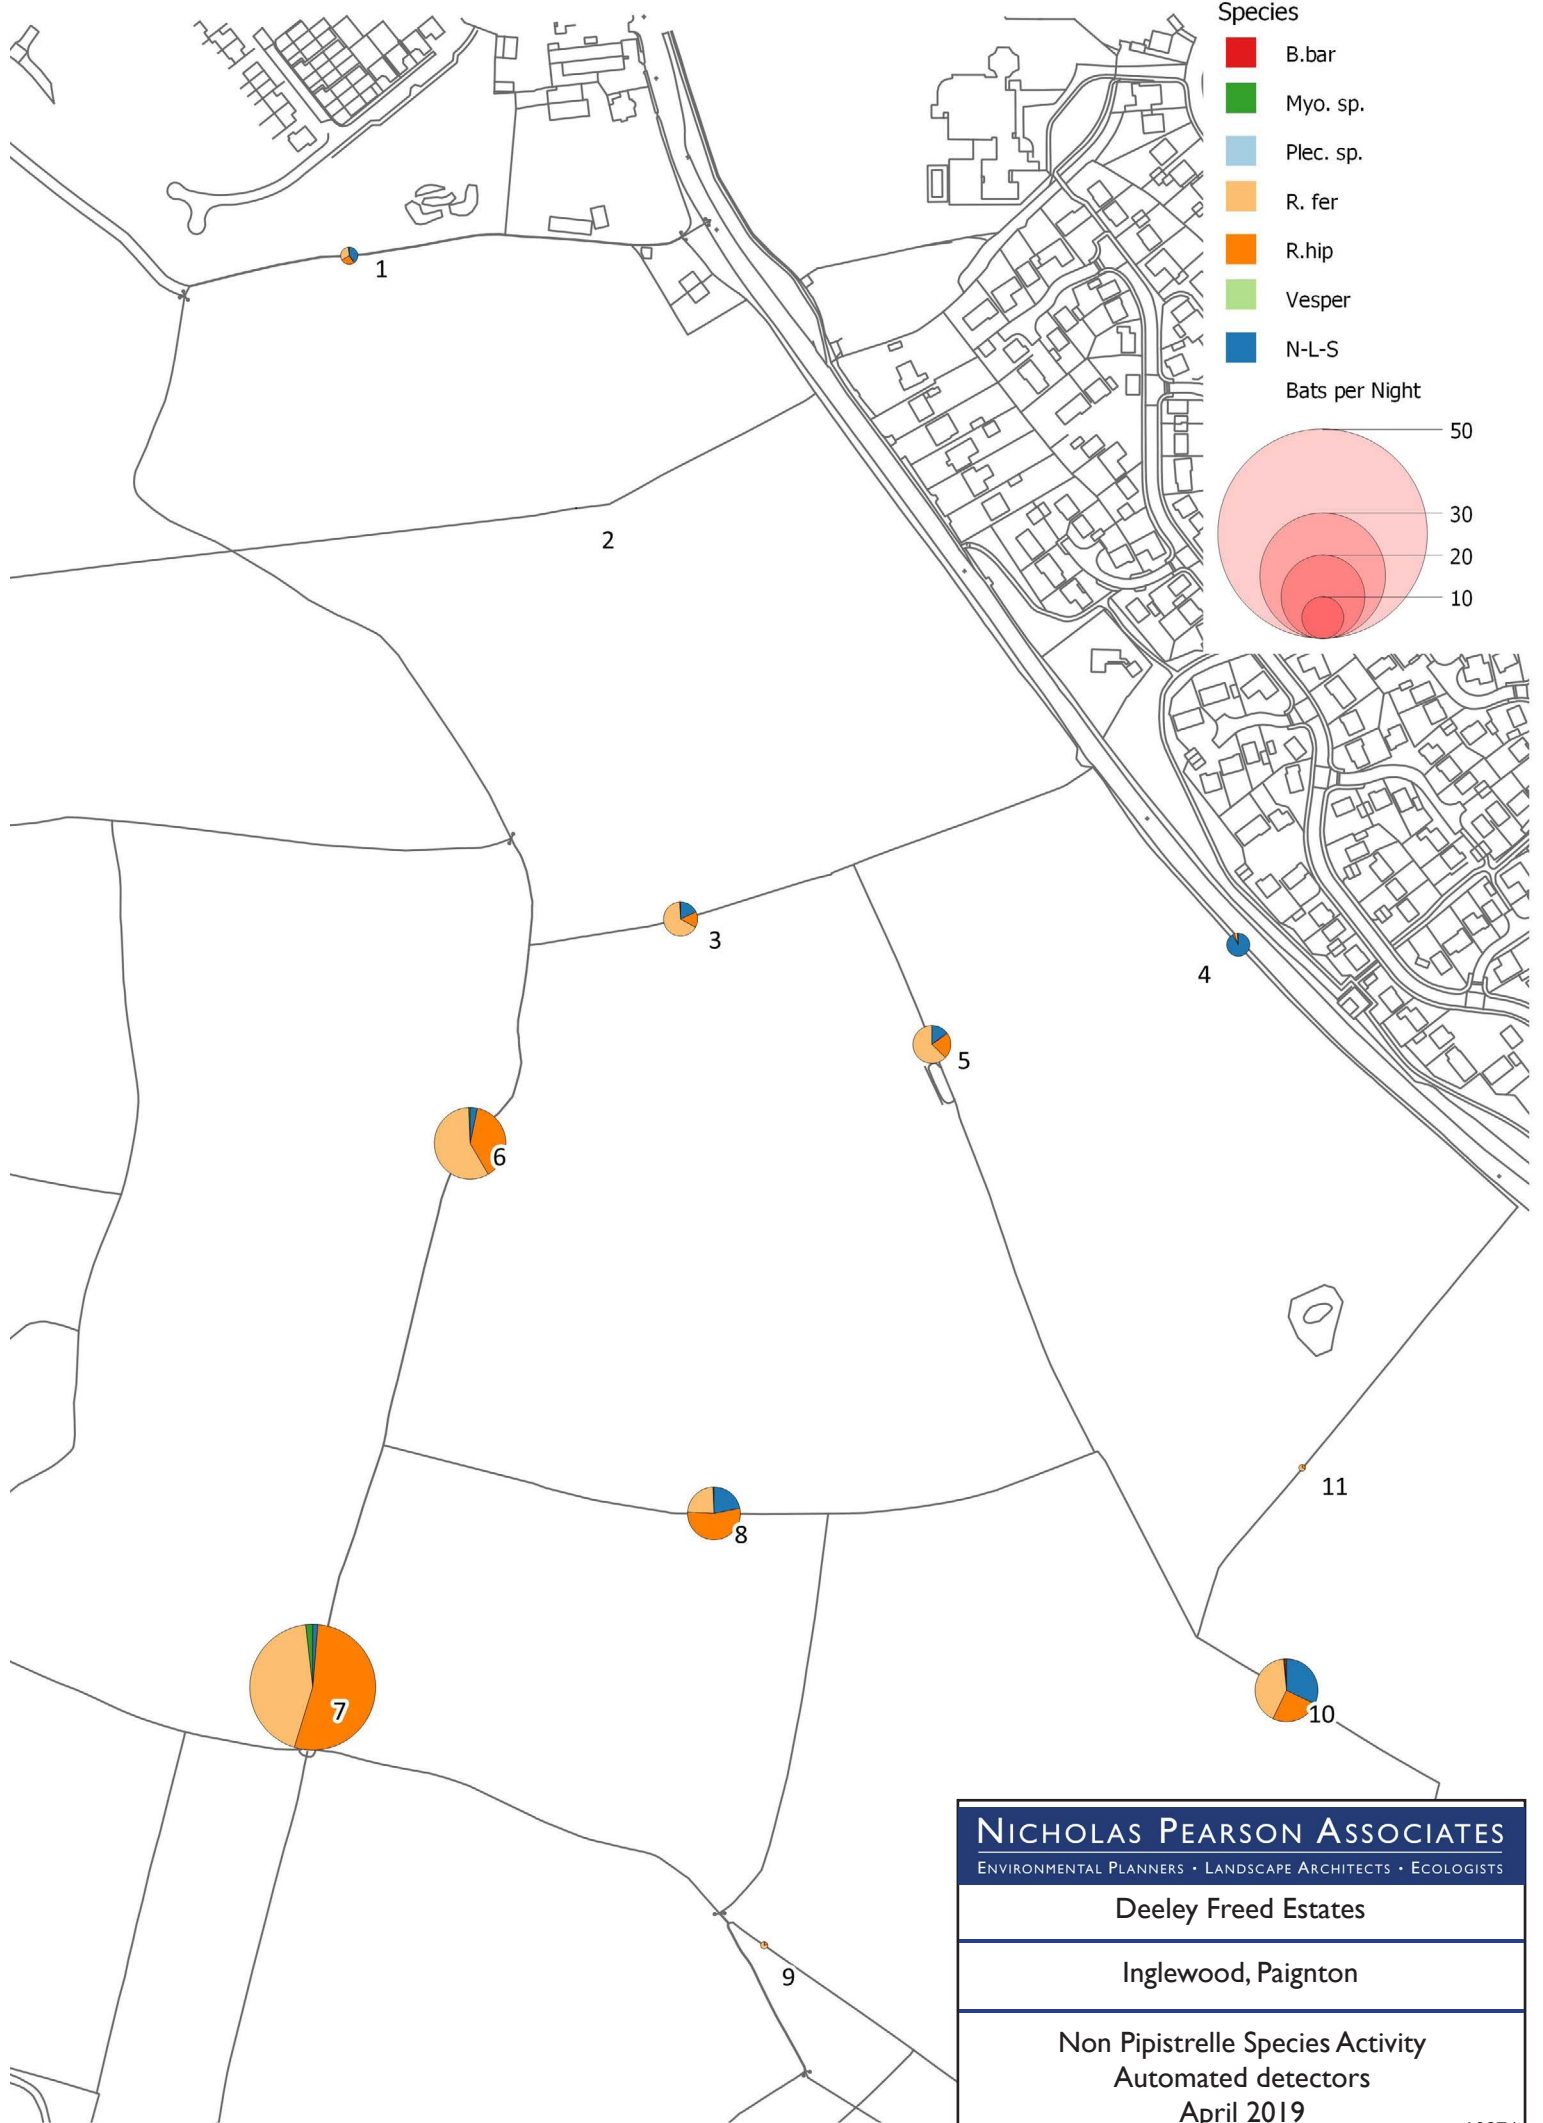 Species
B.bar
Myo. sp.
Plec. sp.
R. fer
R.hip
Vesper
N-L-S
Bats per Night
50
30
20
10
1
2
3
4
5
6
7
8
9
10
11
NICHOLAS PEARSON ASSOCIATES
ENVIRONMENTAL PLANNERS • LANDSCAPE ARCHITECTS • ECOLOGISTS
Deeley Freed Estates
Inglewood, Paignton
Non Pipistrelle Species Activity
Automated detectors
April 2019